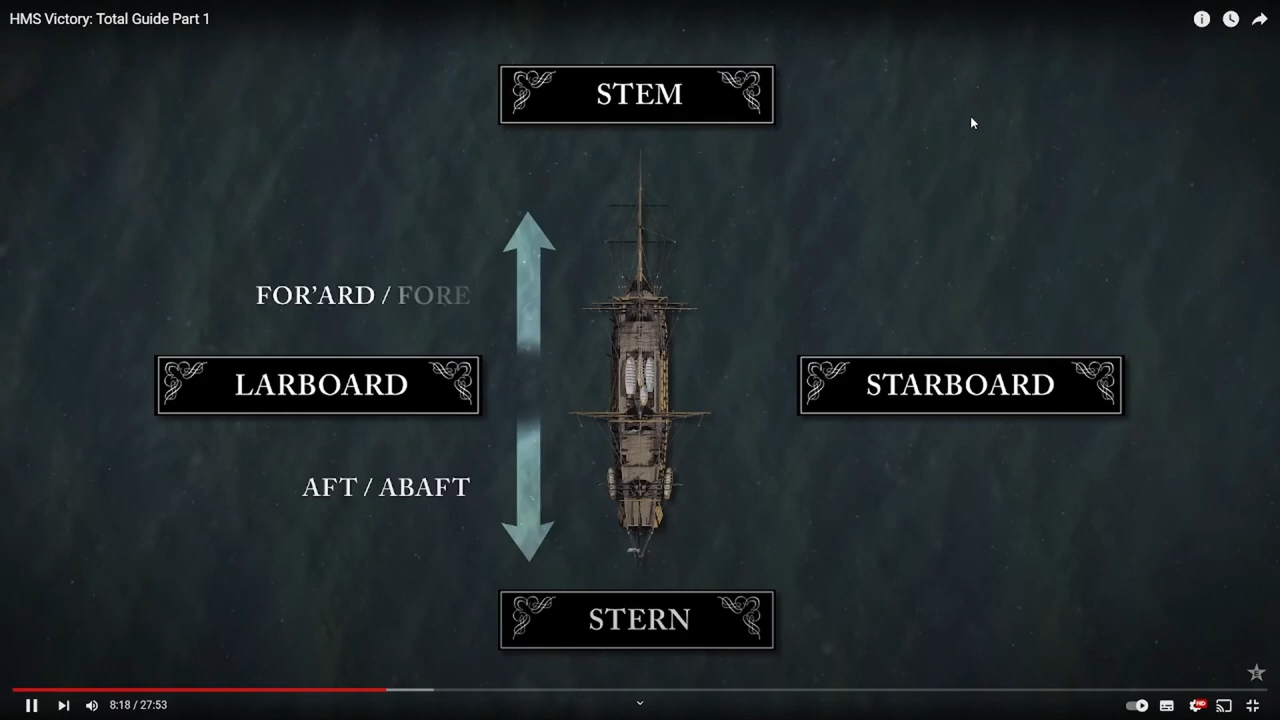 HMS Victory: Total Guide Part 1
STEM
FOR'ARD / FORE
LARBOARD
STARBOARD
AFT / ABAFT
STERN
8:18 / 27:53
HD